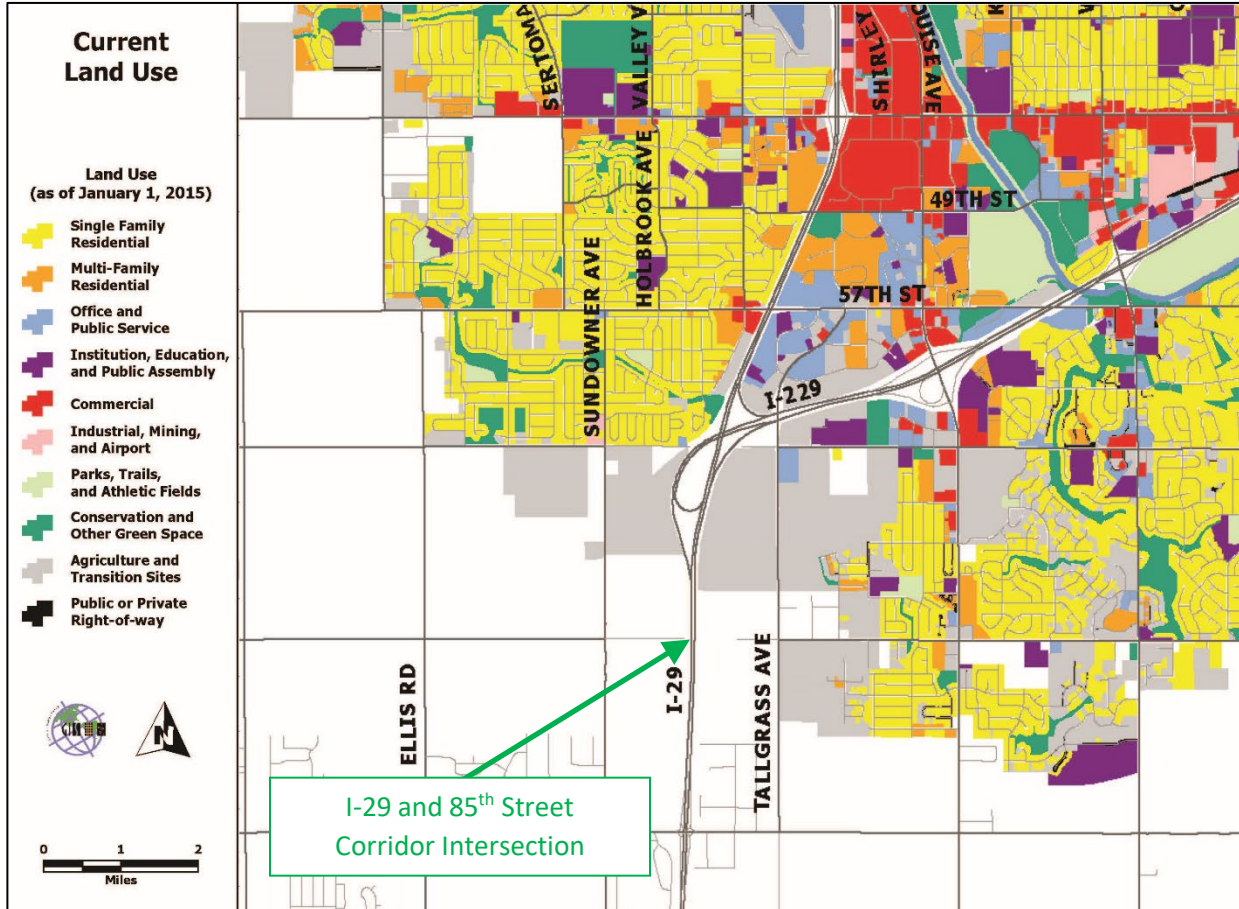 Current
Land Use
Land Use
(as of January 1, 2015)
Single Family
Residential
Multi-Family
Residential
Office and
Public Service
Institution, Education,
and Public Assembly
Commercial
Industrial, Mining,
and Airport
Parks, Trails,
and Athletic Fields
Conservation and
Other Green Space
Agriculture and
Transition Sites
Public or Private
Right-of-way
N
0 1 2
Miles
SERTOMA
VALLEY V
SHIRLEY
LOUISE AVE
HOLBROOK AVE
49TH ST
SUNDOWNER AVE
57TH ST
I-229
ELLIS RD
I-29
TALLGRASS AVE
I-29 and 85th Street
Corridor Intersection